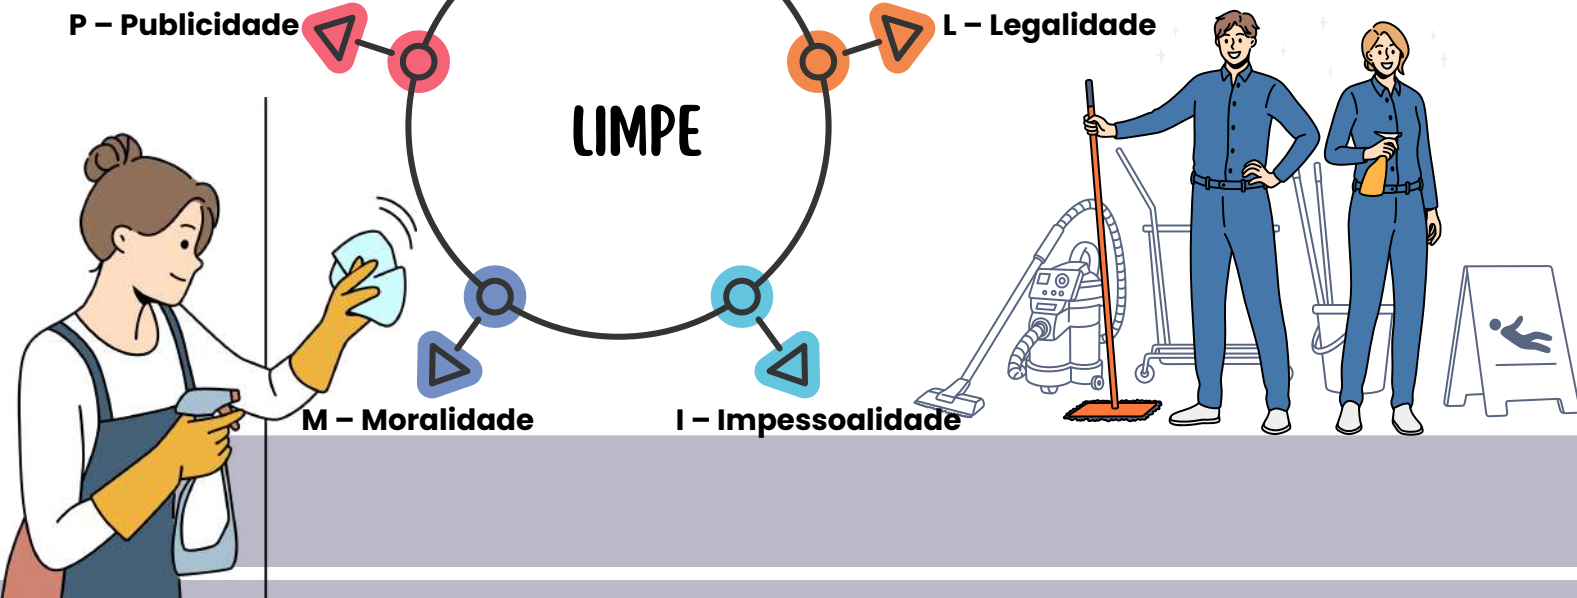 P – Publicidade
L – Legalidade
LIMPE
M – Moralidade
I – Impessoalidade